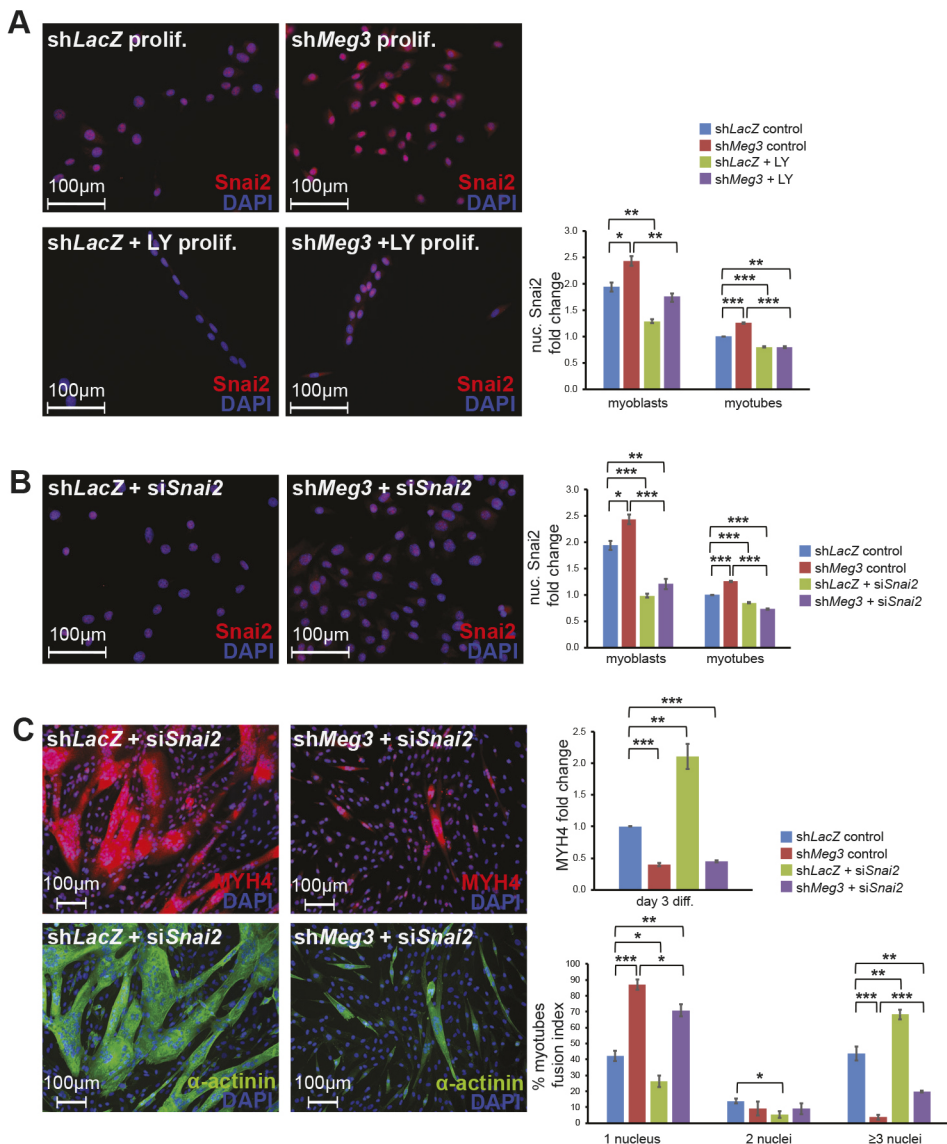 A
shLacZ prolif.
100µm
Snai2
DAPI
shMeg3 prolif.
100µm
Snai2
DAPI
shLacZ + LY prolif.
100µm
Snai2
DAPI
shMeg3 +LY prolif.
100µm
Snai2
DAPI
shLacZ control
shMeg3 control
shLacZ + LY
shMeg3 + LY
nuc. Snai2
fold change
3.0
2.5
2.0
1.5
1.0
0.5
0.0
**
* **
**
***
*** ***
myoblasts myotubes
B
shLacZ + siSnai2
100µm
Snai2
DAPI
shMeg3 + siSnai2
100µm
Snai2
DAPI
nuc. Snai2
fold change
3.0
2.5
2.0
1.5
1.0
0.5
0.0
**
***
* ***
***
***
*** ***
myoblasts myotubes
shLacZ control
shMeg3 control
shLacZ + siSnai2
shMeg3 + siSnai2
C
shLacZ + siSnai2
100µm
MYH4
DAPI
shMeg3 + siSnai2
100µm
MYH4
DAPI
shLacZ + siSnai2
100µm
α-actinin
DAPI
shMeg3 + siSnai2
100µm
α-actinin
DAPI
MYH4 fold change
2.5
2.0
1.5
1.0
0.5
0.0
***
**
***
day 3 diff.
shLacZ control
shMeg3 control
shLacZ + siSnai2
shMeg3 + siSnai2
% myotubes
fusion index
100
90
80
70
60
50
40
30
20
10
0
**
*
*** *
*
**
**
*** ***
1 nucleus 2 nuclei ≥3 nuclei